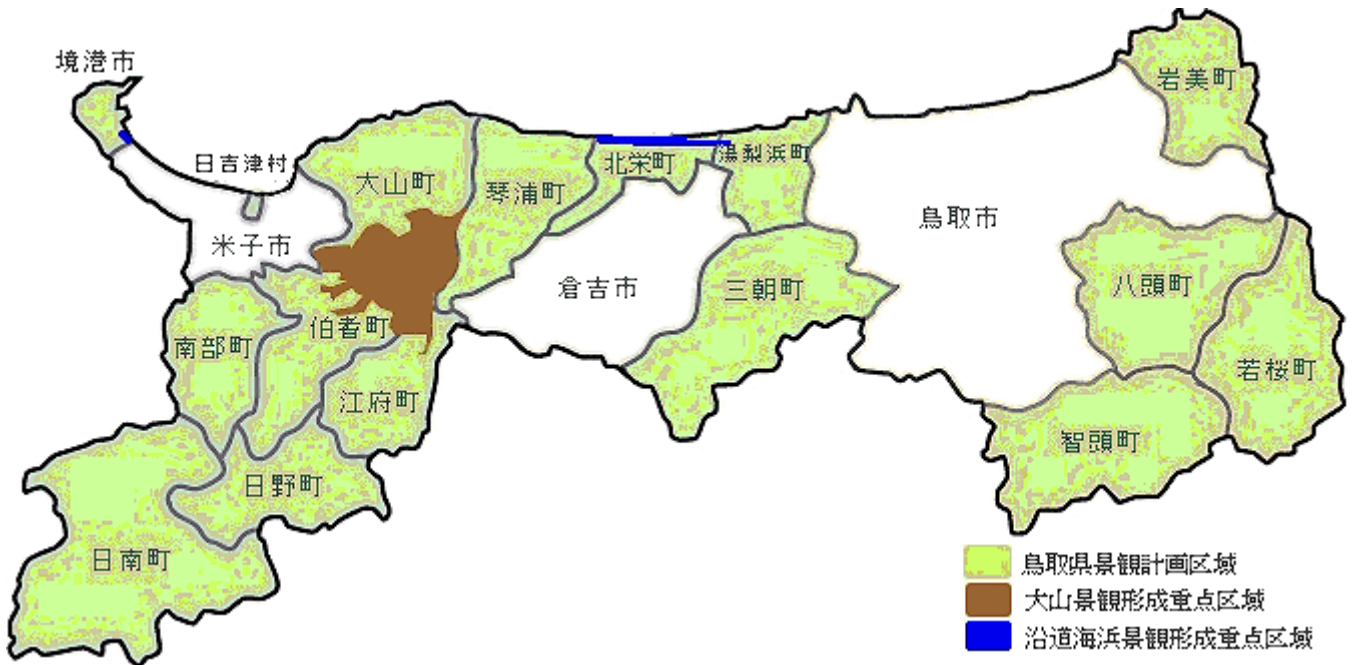 境港市
岩美町
日吉津村
大山町
琴浦町
北栄町
湯梨浜町
米子市
鳥取市
倉吉市
三朝町
八頭町
南部町
伯耆町
江府町
若桜町
智頭町
日野町
日南町
鳥取県景観計画区域
大山景観形成重点区域
沿道海浜景観形成重点区域